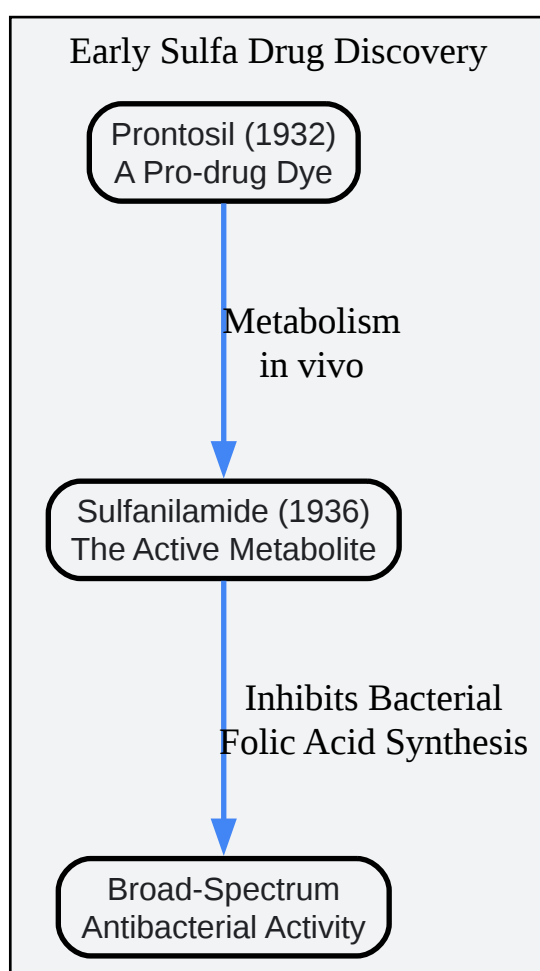 Early Sulfa Drug Discovery
Prontosil (1932)
A Pro-drug Dye
Metabolism
in vivo
Sulfanilamide (1936)
The Active Metabolite
Inhibits Bacterial
Folic Acid Synthesis
Broad-Spectrum
Antibacterial Activity